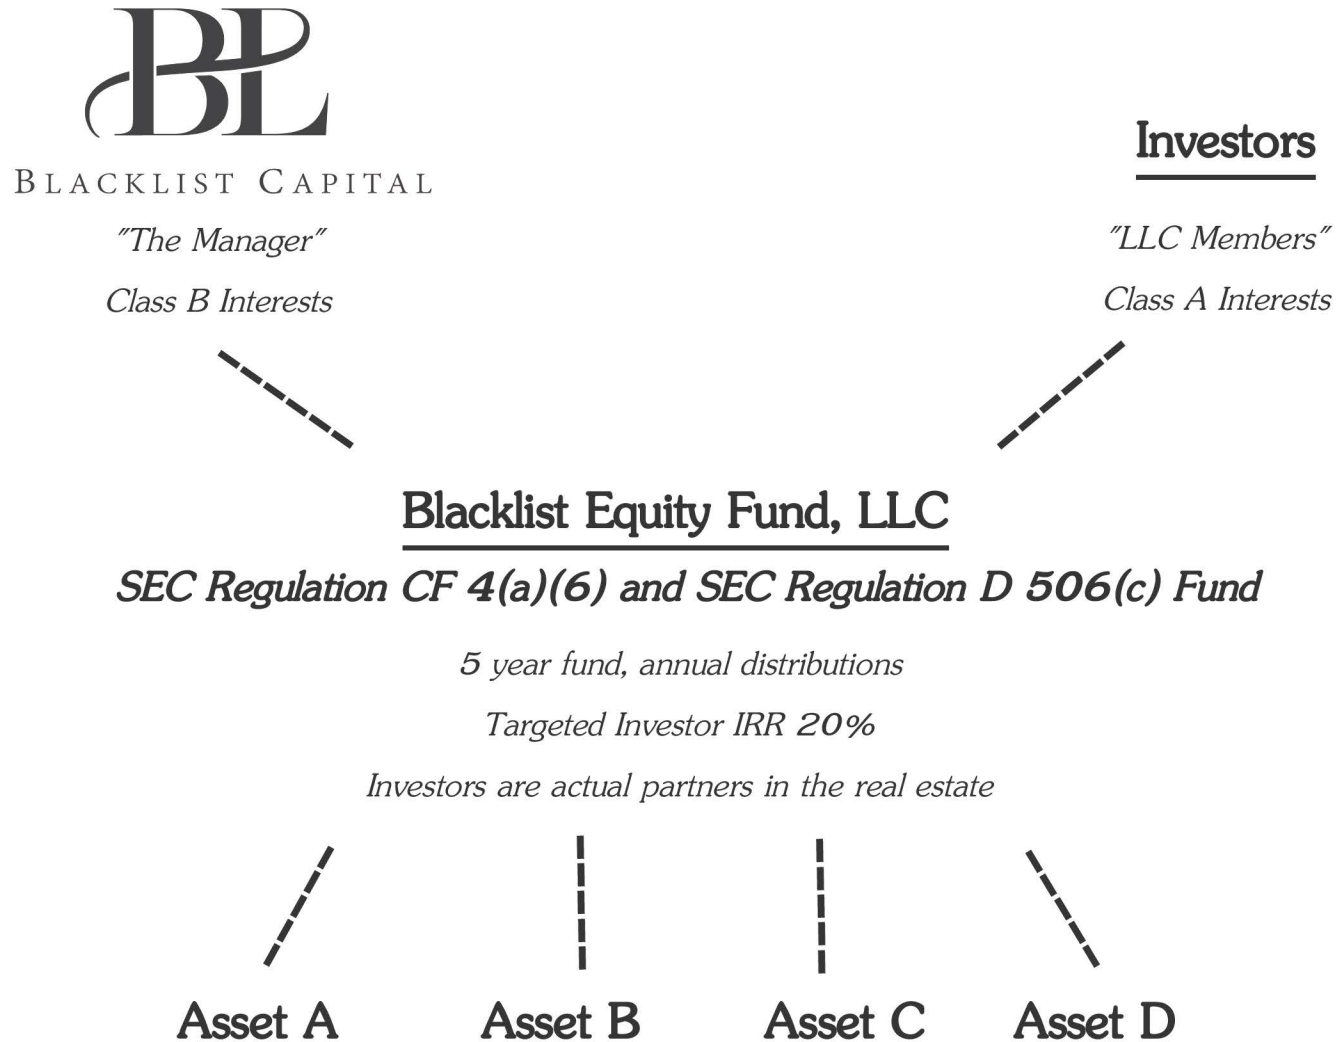 BL
BLACKLIST CAPITAL
"The Manager"
Class B Interests
Investors
"LLC Members"
Class A Interests
Blacklist Equity Fund, LLC
SEC Regulation CF 4(a)(6) and SEC Regulation D 506(c) Fund
5 year fund, annual distributions
Targeted Investor IRR 20%
Investors are actual partners in the real estate
Asset A
Asset B
Asset C
Asset D